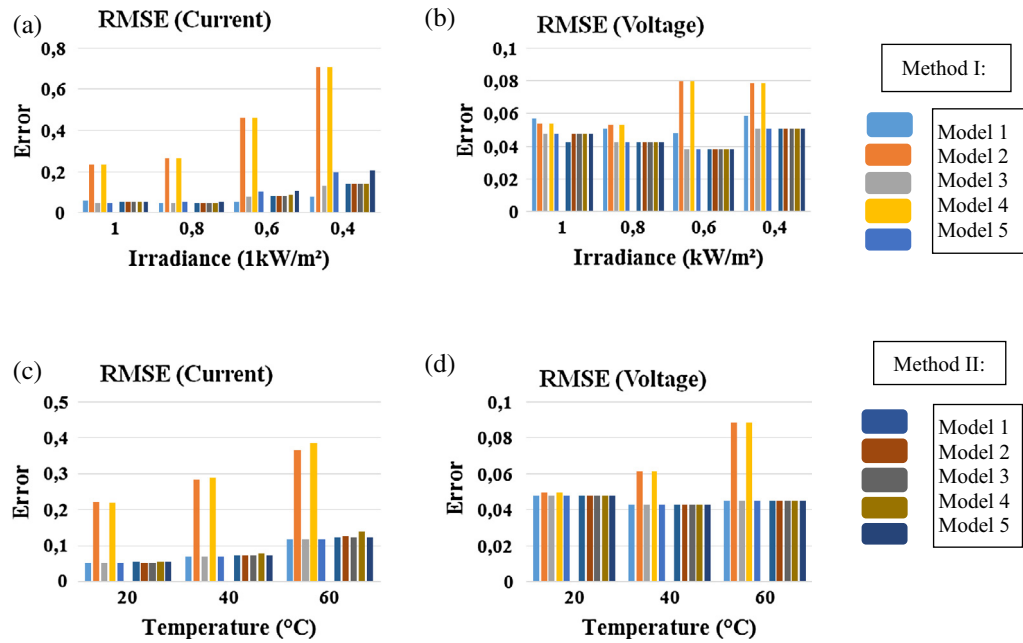 (a)
RMSE (Current)
0,8
0,6
0,4
0,2
0
Error
1
0,8
0,6
0,4
Irradiance (1kW/m²)
(b)
RMSE (Voltage)
0,1
0,08
0,06
0,04
0,02
0
Error
1
0,8
0,6
0,4
Irradiance (kW/m²)
Method I:
Model 1
Model 2
Model 3
Model 4
Model 5
(c)
RMSE (Current)
0,5
0,4
0,3
0,2
0,1
0
Error
20
40
60
Temperature (°C)
(d)
RMSE (Voltage)
0,1
0,08
0,06
0,04
0,02
0
Error
20
40
60
Temperature (°C)
Method II:
Model 1
Model 2
Model 3
Model 4
Model 5